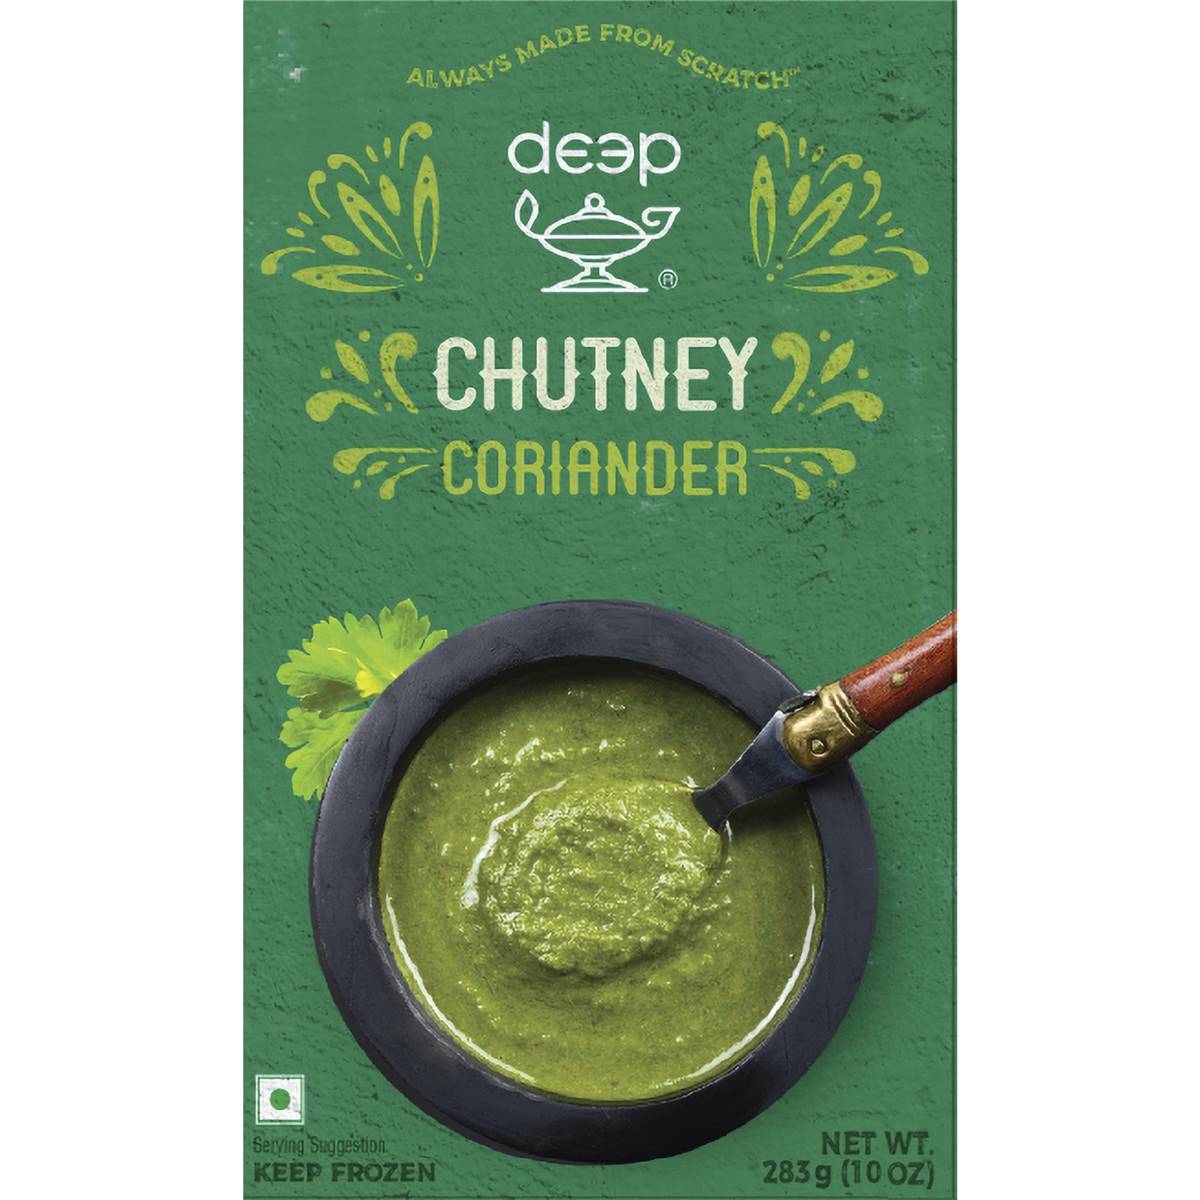 ALWAYS MADE FROM SCRATCH™
deep
®
CHUTNEY
CORIANDER
Serving Suggestion
KEEP FROZEN
NET WT.
283g (10 OZ)